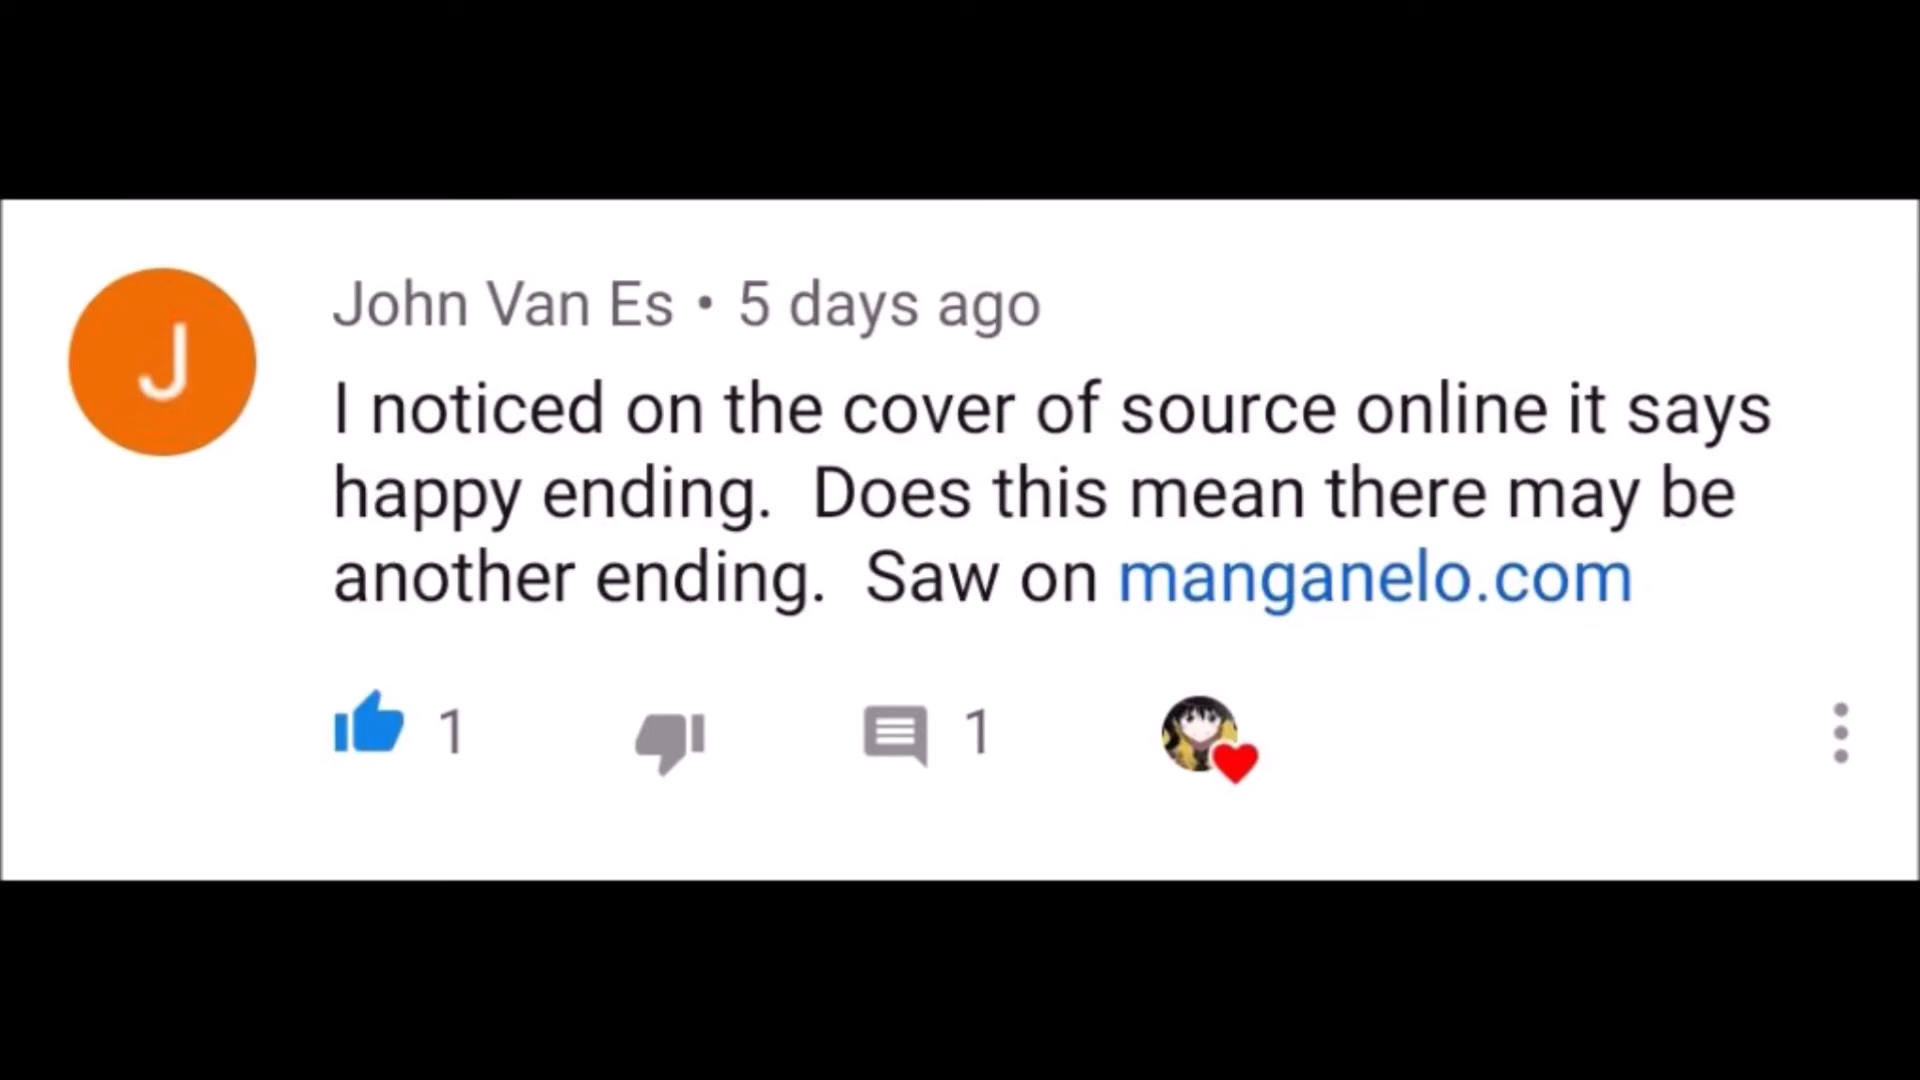 J
John Van Es • 5 days ago
I noticed on the cover of source online it says
happy ending.  Does this mean there may be
another ending.  Saw on manganelo.com
1
1